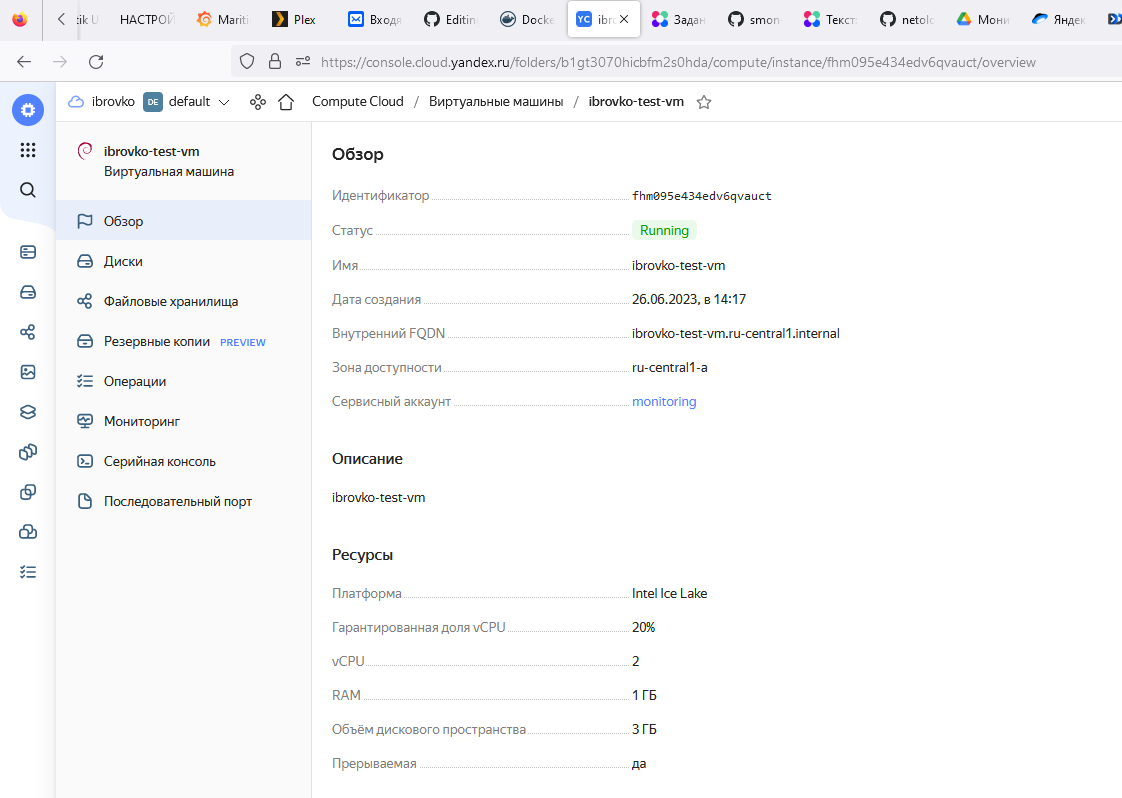 НАСТРОЙ
Mariti
Plex
Входя
Editin
Docke
YC ibro
Задан
smon
Текст
netolo
Мони
Яндек
https://console.cloud.yandex.ru/folders/b1gt3070hicbfm2s0hda/compute/instance/fhm095e434edv6qvauct/overview
ibrovko DE default Compute Cloud / Виртуальные машины / ibrovko-test-vm
ibrovko-test-vm
Виртуальная машина
Обзор
Диски
Файловые хранилища
Резервные копии PREVIEW
Операции
Мониторинг
Серийная консоль
Последовательный порт
Обзор
Идентификатор fhm095e434edv6qvauct
Статус Running
Имя ibrovko-test-vm
Дата создания 26.06.2023, в 14:17
Внутренний FQDN ibrovko-test-vm.ru-central1.internal
Зона доступности ru-central1-a
Сервисный аккаунт monitoring
Описание
ibrovko-test-vm
Ресурсы
Платформа Intel Ice Lake
Гарантированная доля vCPU 20%
vCPU 2
RAM 1 ГБ
Объём дискового пространства 3 ГБ
Прерываемая да